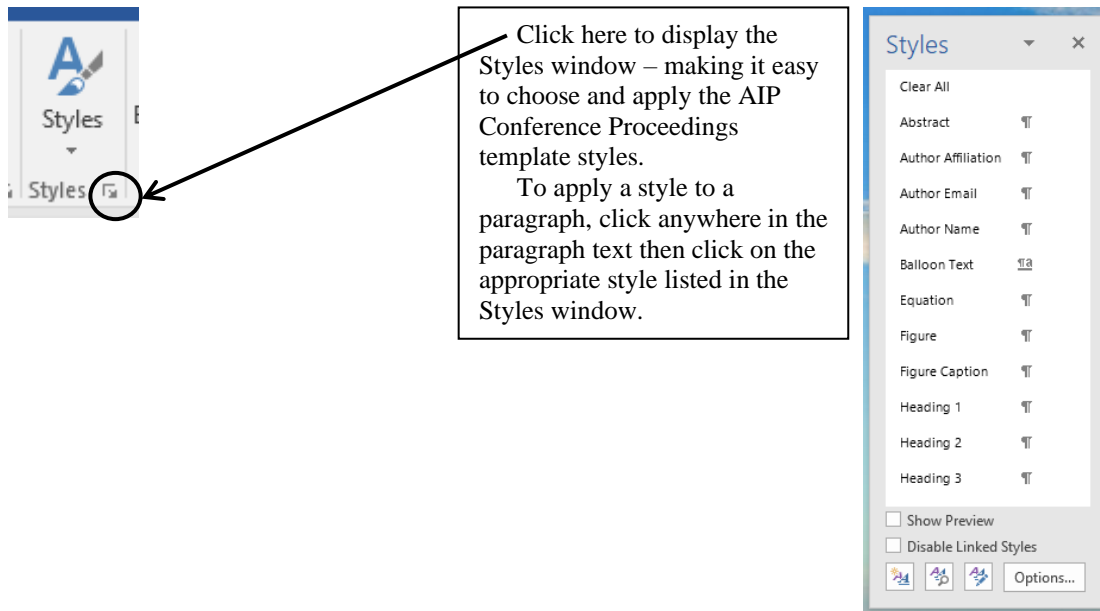 Styles
Styles
Click here to display the
Styles window – making it easy
to choose and apply the AIP
Conference Proceedings
template styles.
To apply a style to a
paragraph, click anywhere in the
paragraph text then click on the
appropriate style listed in the
Styles window.
Styles
Clear All
Abstract ¶
Author Affiliation ¶
Author Email ¶
Author Name ¶
Balloon Text ¶a
Equation ¶
Figure ¶
Figure Caption ¶
Heading 1 ¶
Heading 2 ¶
Heading 3 ¶
Show Preview
Disable Linked Styles
Options...